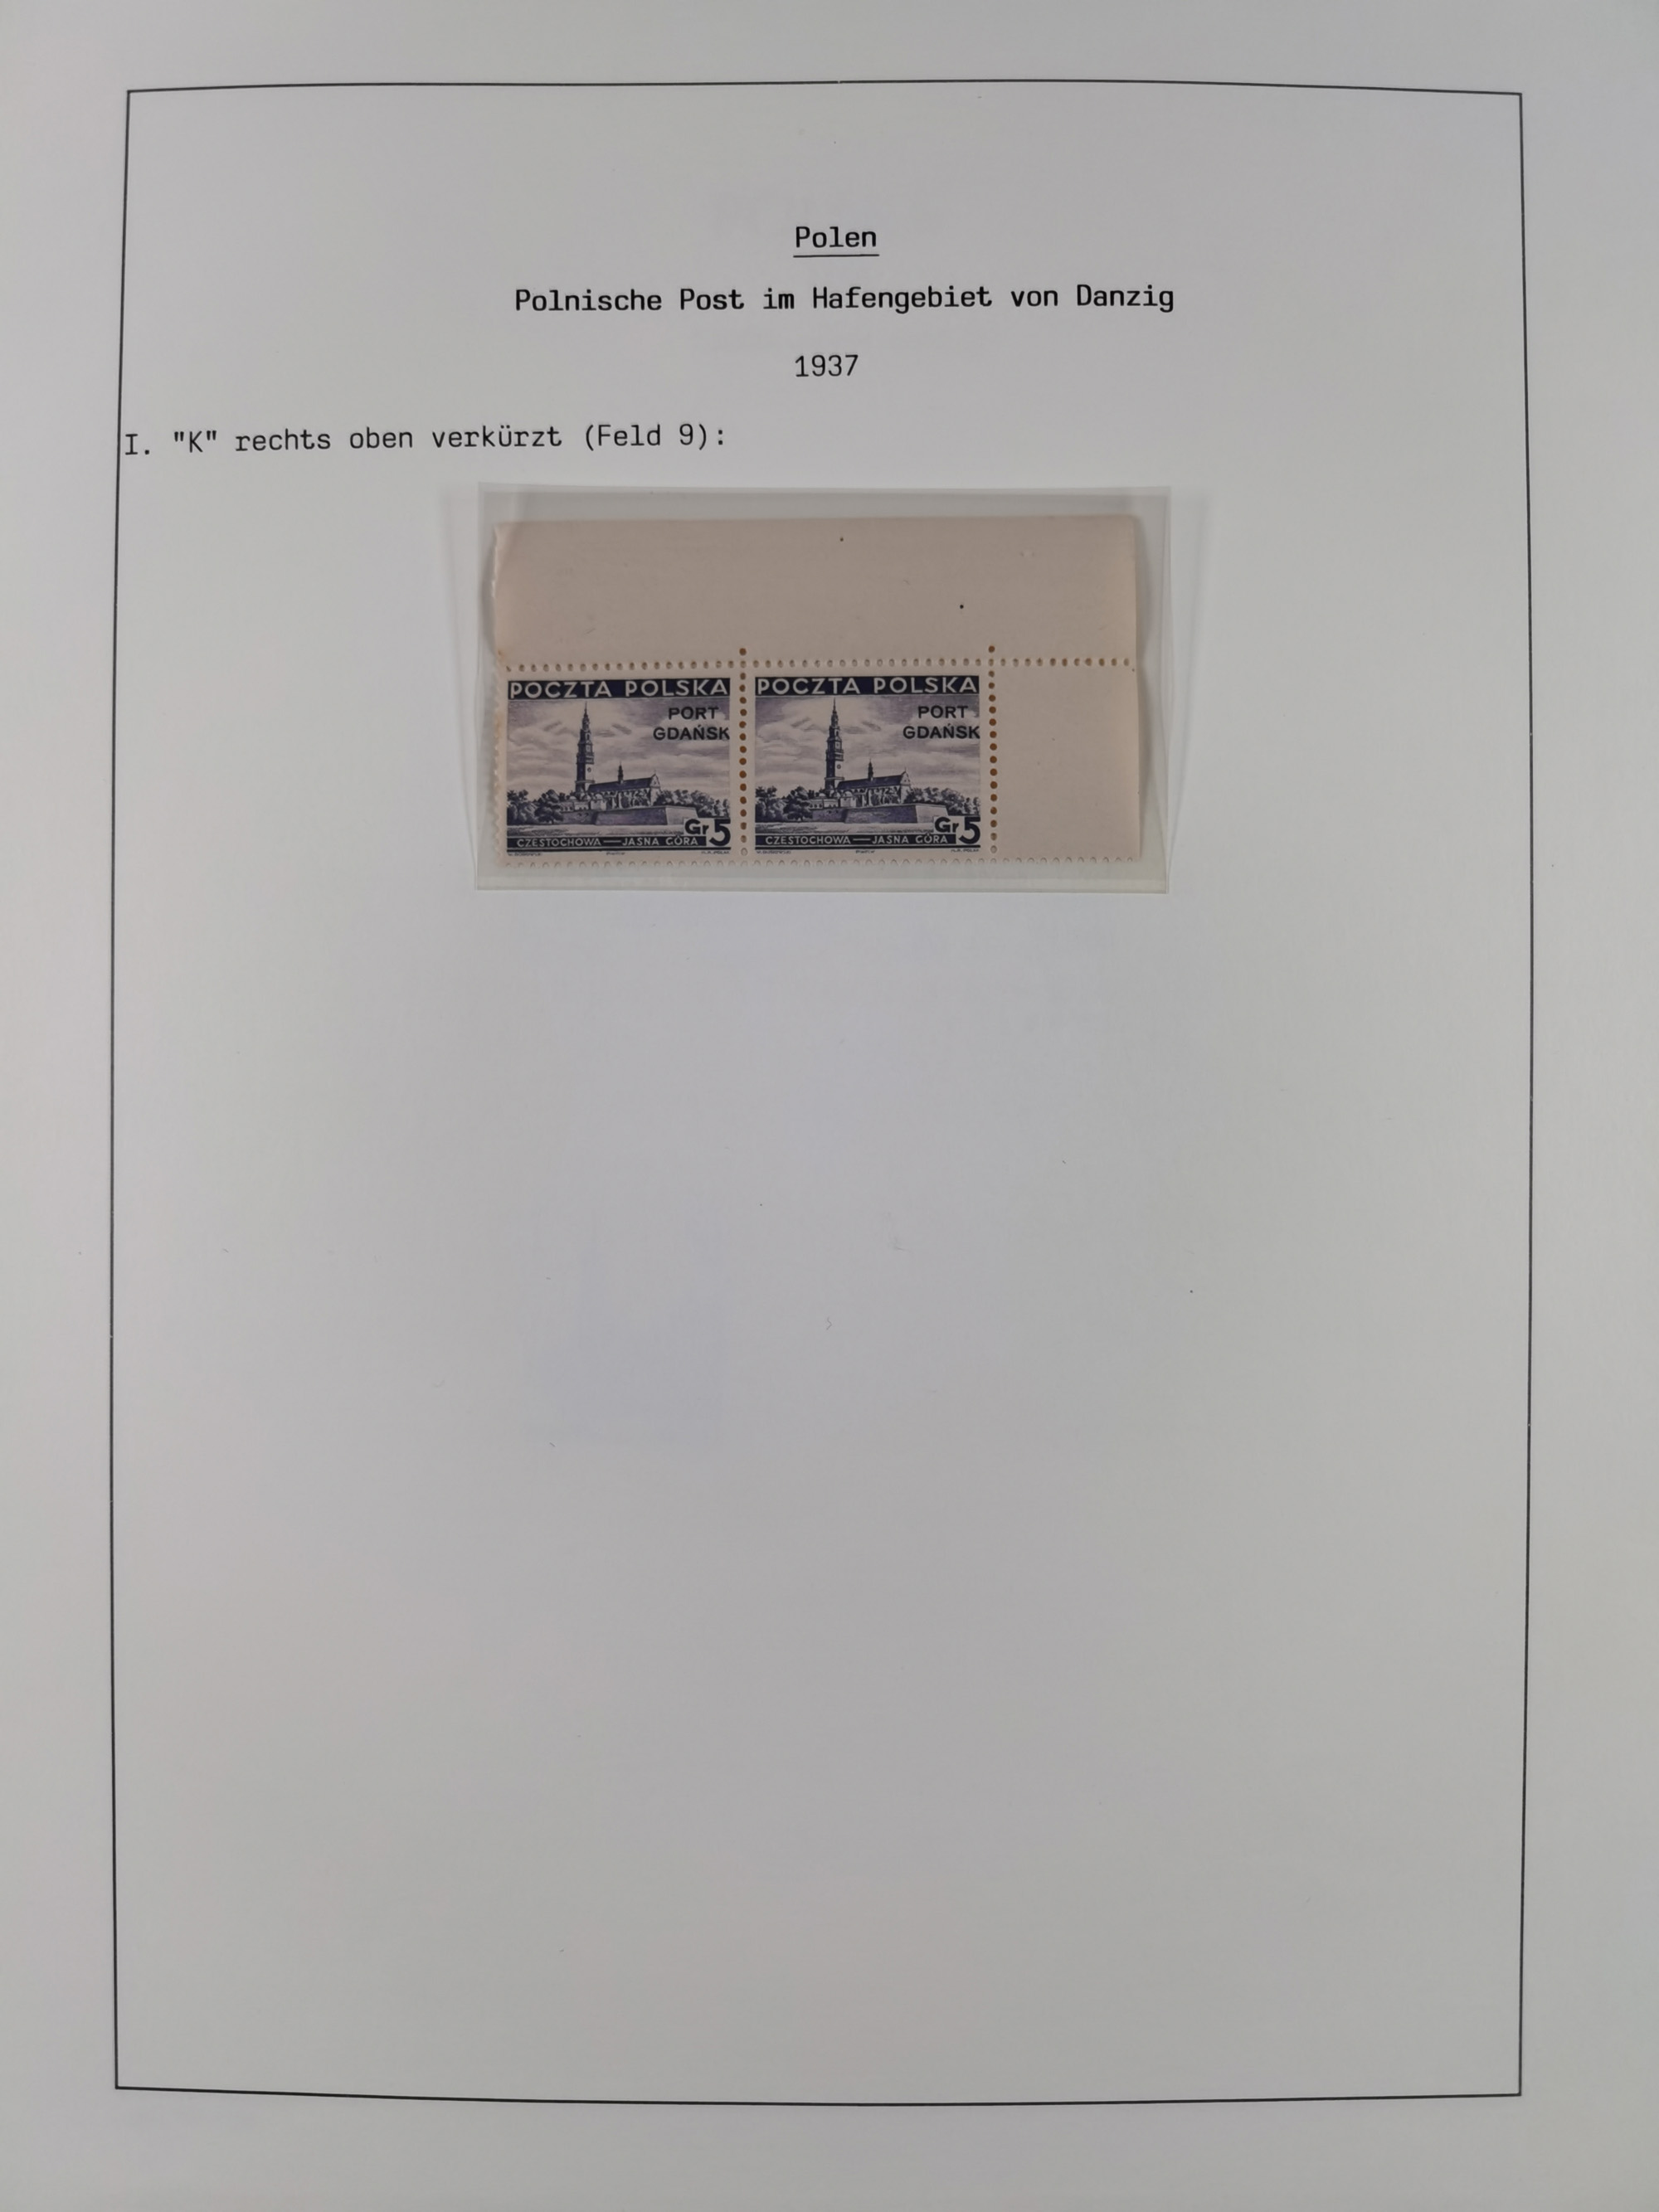 Polen
Polnische Post im Hafengebiet von Danzig
1937
I. "K" rechts oben verkürzt (Feld 9):
POCZTA POLSKA
PORT
GDAŃSK
Gr 5
CZĘSTOCHOWA — JASNA GÓRA
POCZTA POLSKA
PORT
GDAŃSK
Gr 5
CZĘSTOCHOWA — JASNA GÓRA